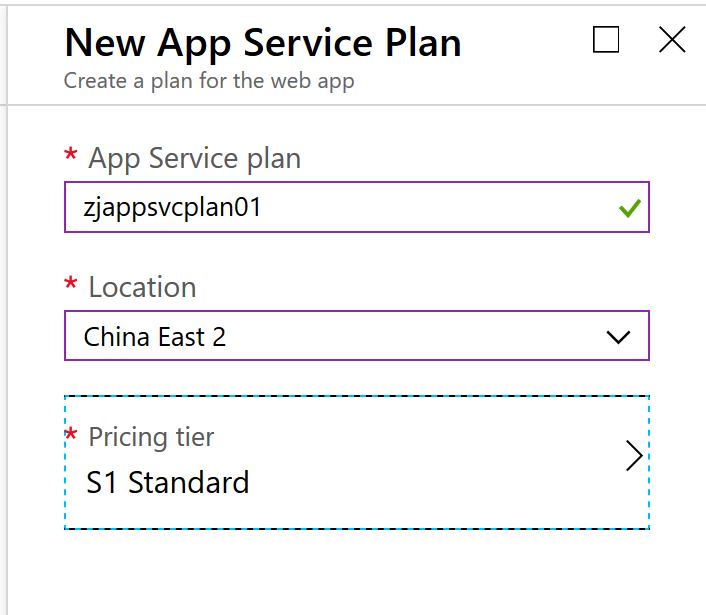 New App Service Plan
Create a plan for the web app
* App Service plan
zjappsvcplan01
* Location
China East 2
* Pricing tier
S1 Standard